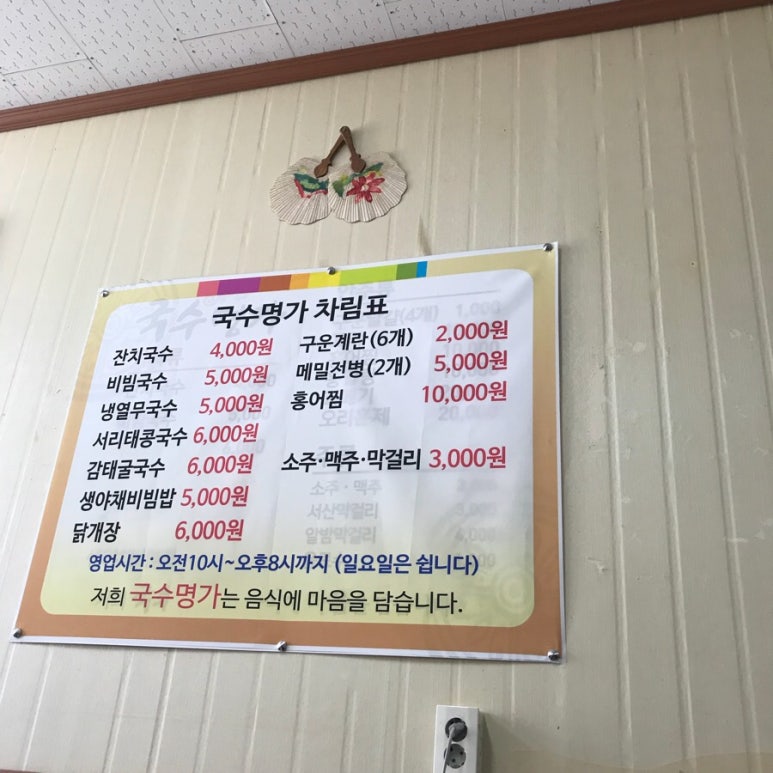 국수명가 차림표
잔치국수 4,000원
비빔국수 5,000원
냉열무국수 5,000원
서리태콩국수 6,000원
감태굴국수 6,000원
생야채비빔밥 5,000원
닭개장 6,000원
구운계란(6개) 2,000원
메밀전병(2개) 5,000원
홍어찜 10,000원
소주·맥주·막걸리 3,000원
영업시간 : 오전10시~오후8시까지 (일요일은 쉽니다)
저희 국수명가는 음식에 마음을 담습니다.